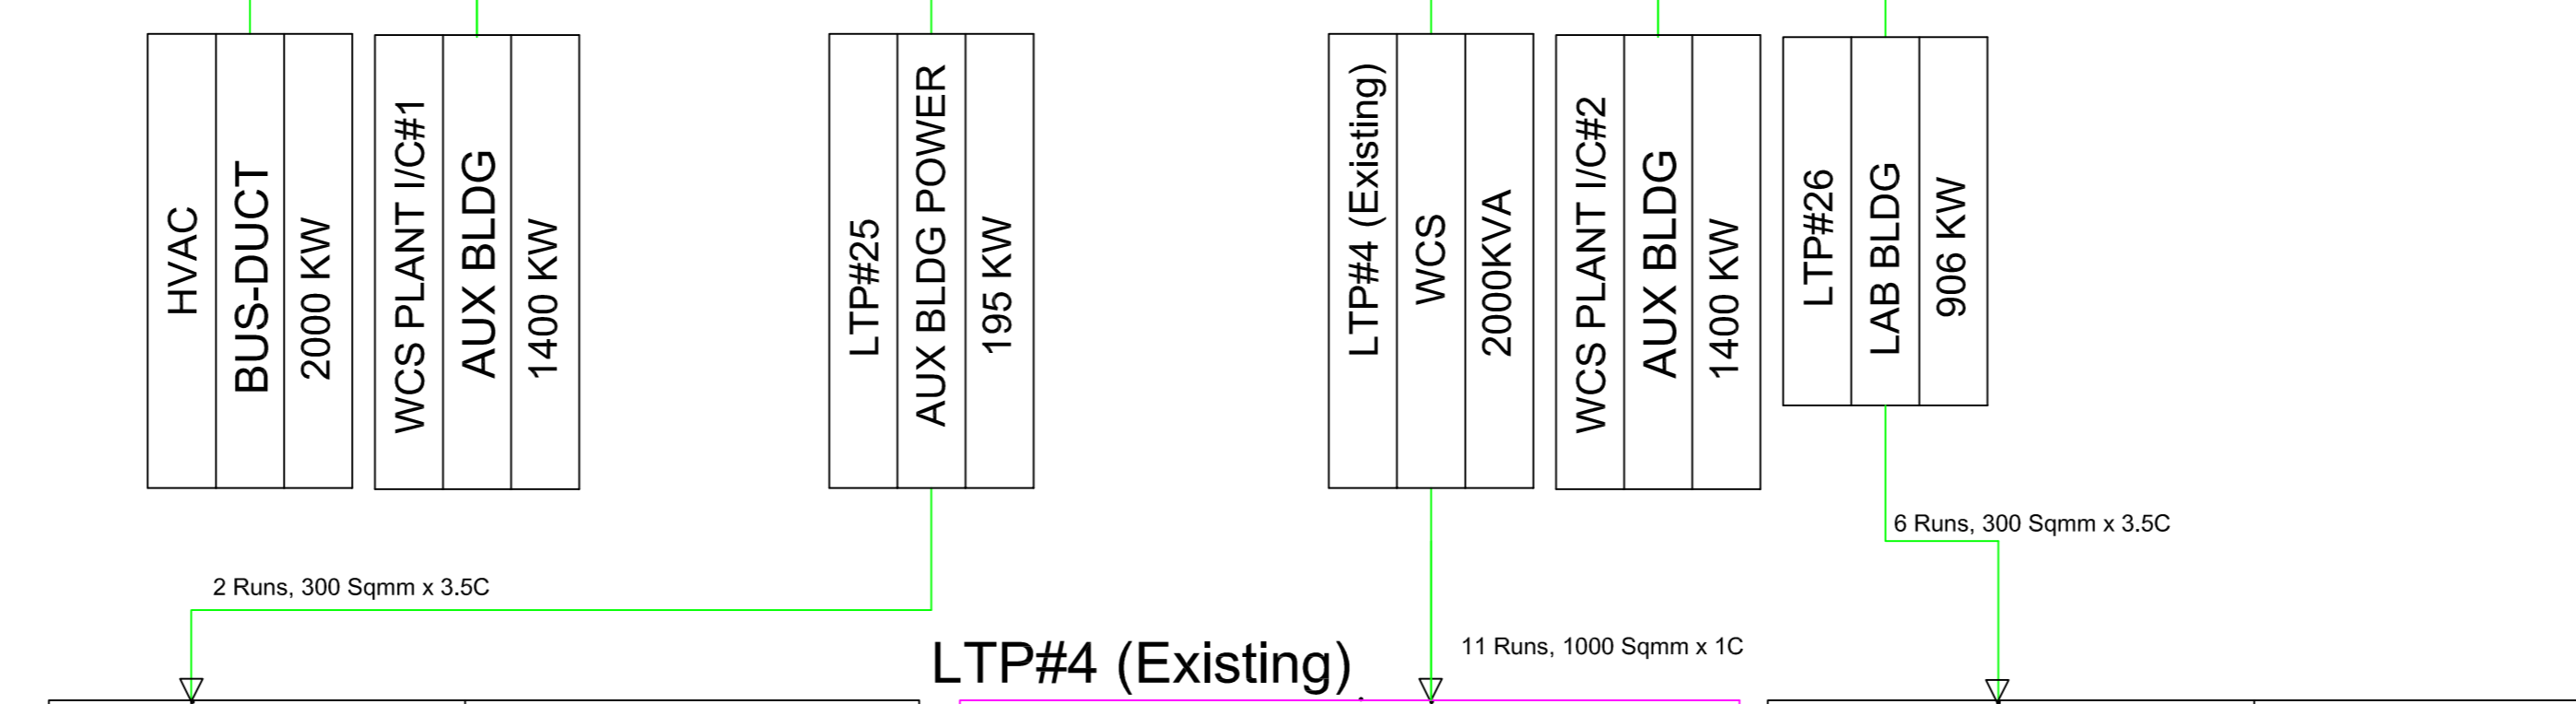 HVAC
BUS-DUCT
2000 KW
WCS PLANT I/C#1
AUX BLDG
1400 KW
LTP#25
AUX BLDG POWER
195 KW
LTP#4 (Existing)
WCS
2000KVA
WCS PLANT I/C#2
AUX BLDG
1400 KW
LTP#26
LAB BLDG
906 KW
6 Runs, 300 Sqmm x 3.5C
2 Runs, 300 Sqmm x 3.5C
11 Runs, 1000 Sqmm x 1C
LTP#4 (Existing)